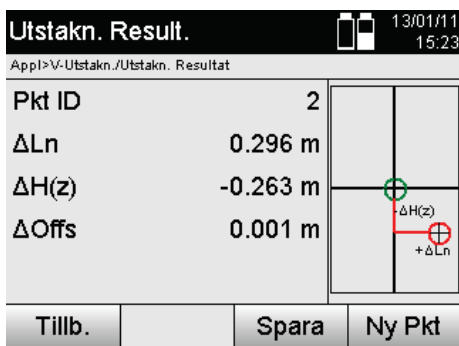 Utstakn. Result.
13/01/11
15:23
Appl>V-Utstakn./Utstakn. Resultat
Pkt ID 2
ΔLn 0.296 m
ΔH(z) -0.263 m
ΔOffs 0.001 m
-ΔH(z)
+ΔLn
Tillb. Spara Ny Pkt